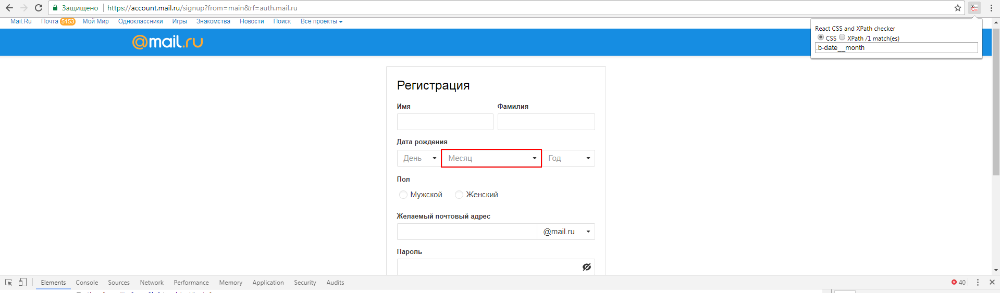 Защищено https://account.mail.ru/signup?from=main&rf=auth.mail.ru
Mail.Ru Почта 5153 Мой Мир Одноклассники Игры Знакомства Новости Поиск Все проекты
@mail.ru
React CSS and XPath checker
CSS XPath /1 match(es)
.b-date__month
Регистрация
Имя Фамилия
Дата рождения
День Месяц Год
Пол
Мужской Женский
Желаемый почтовый адрес
@mail.ru
Пароль
Elements Console Sources Network Performance Memory Application Security Audits 40